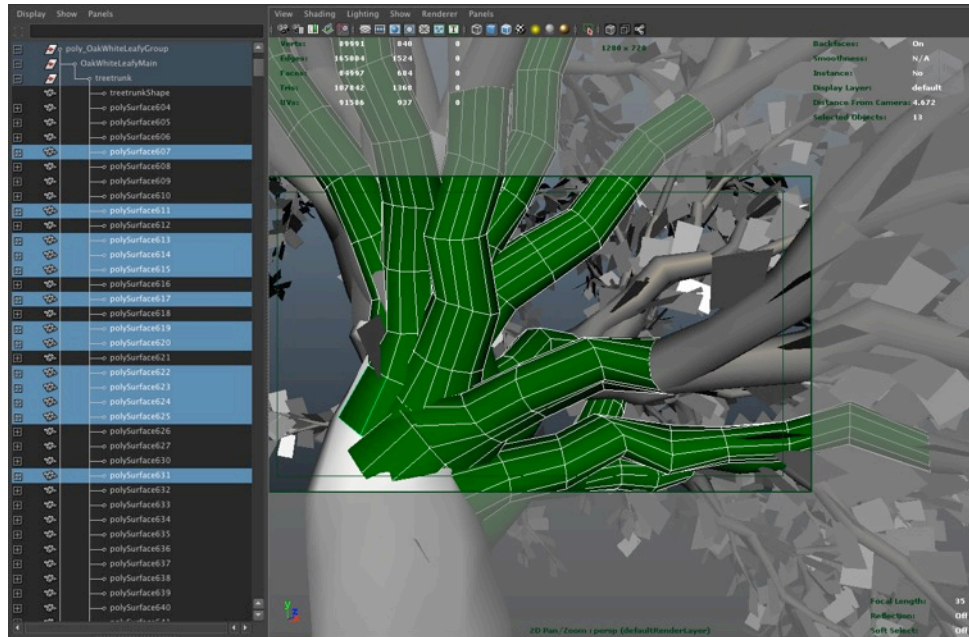 Display Show Panels
View Shading Lighting Show Renderer Panels
poly_OakWhiteLeafyGroup
OakWhiteLeafyMain
treetrunk
treetrunkShape
polySurface604
polySurface605
polySurface606
polySurface607
polySurface608
polySurface609
polySurface610
polySurface611
polySurface612
polySurface613
polySurface614
polySurface615
polySurface616
polySurface617
polySurface618
polySurface619
polySurface620
polySurface621
polySurface622
polySurface623
polySurface624
polySurface625
polySurface626
polySurface627
polySurface630
polySurface631
polySurface632
polySurface633
polySurface634
polySurface635
polySurface636
polySurface637
polySurface638
polySurface639
polySurface640
Verts: 89991 840 0
Edges: 1524 0
Faces: 684 0
Tris: 1368 0
UVs: 937 0
1280 x 720
Backfaces: On
Smoothness: N/A
Instance: No
Display Layer: default
Distance From Camera: 4.672
Selected Objects: 13
2D Pan/Zoom : persp (defaultRenderLayer)
Focal Length: 35
Reflection: Off
Soft Select: Off